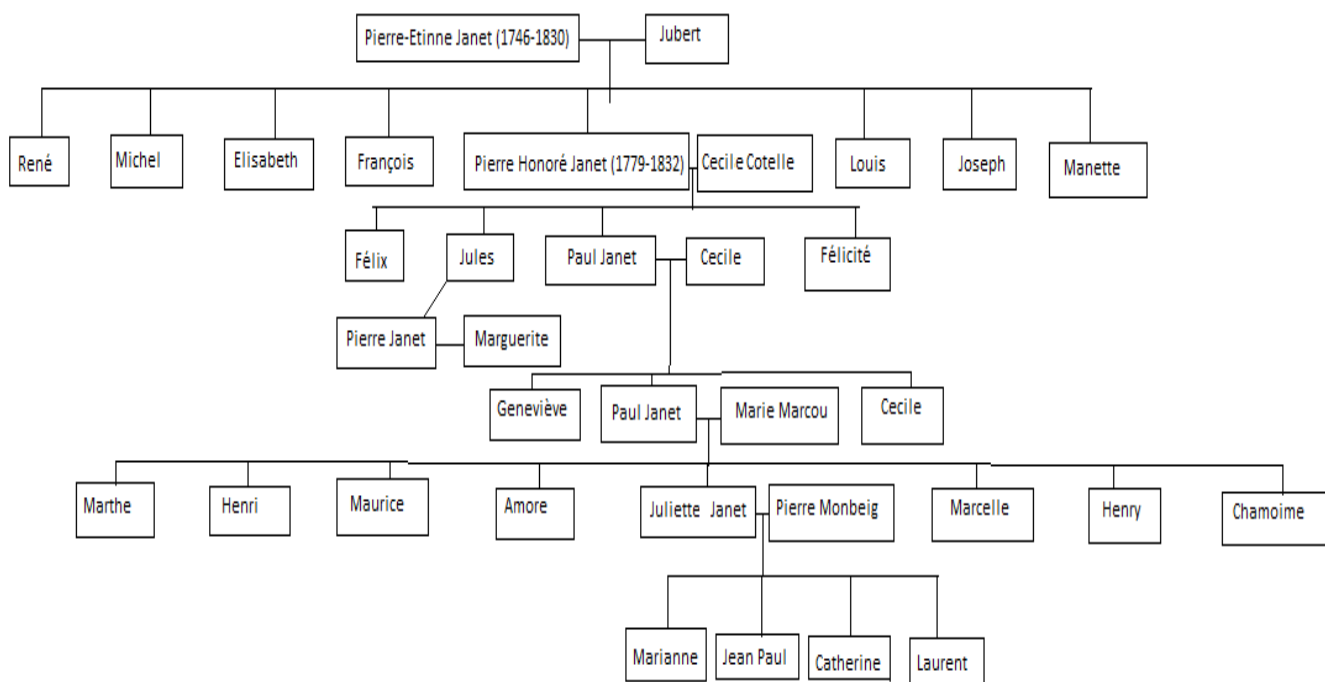 Pierre-Etinne Janet (1746-1830)
Jubert
René
Michel
Elisabeth
François
Pierre Honoré Janet (1779-1832)
Cecile Cotelle
Louis
Joseph
Manette
Félix
Jules
Paul Janet
Cecile
Félicité
Pierre Janet
Marguerite
Geneviève
Paul Janet
Marie Marcou
Cecile
Marthe
Henri
Maurice
Amore
Juliette Janet
Pierre Monbeig
Marcelle
Henry
Chamoime
Marianne
Jean Paul
Catherine
Laurent